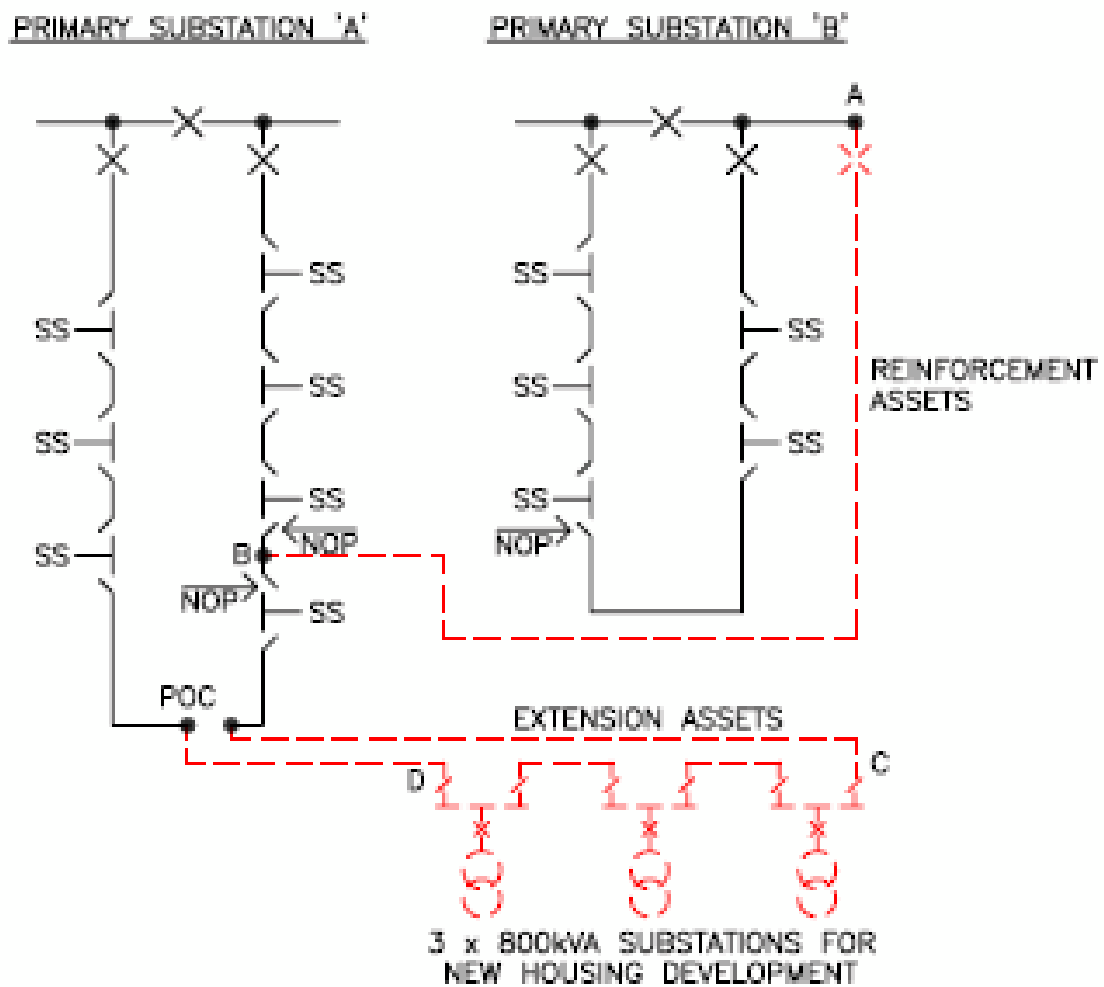 PRIMARY SUBSTATION 'A'
PRIMARY SUBSTATION 'B'
A
SS
SS
SS
SS
REINFORCEMENT
ASSETS
SS
SS
SS
SS
SS
SS
NOP
NOP
SS
B
NOP
SS
POC
EXTENSION ASSETS
D
C
3 x 800kVA SUBSTATIONS FOR
NEW HOUSING DEVELOPMENT